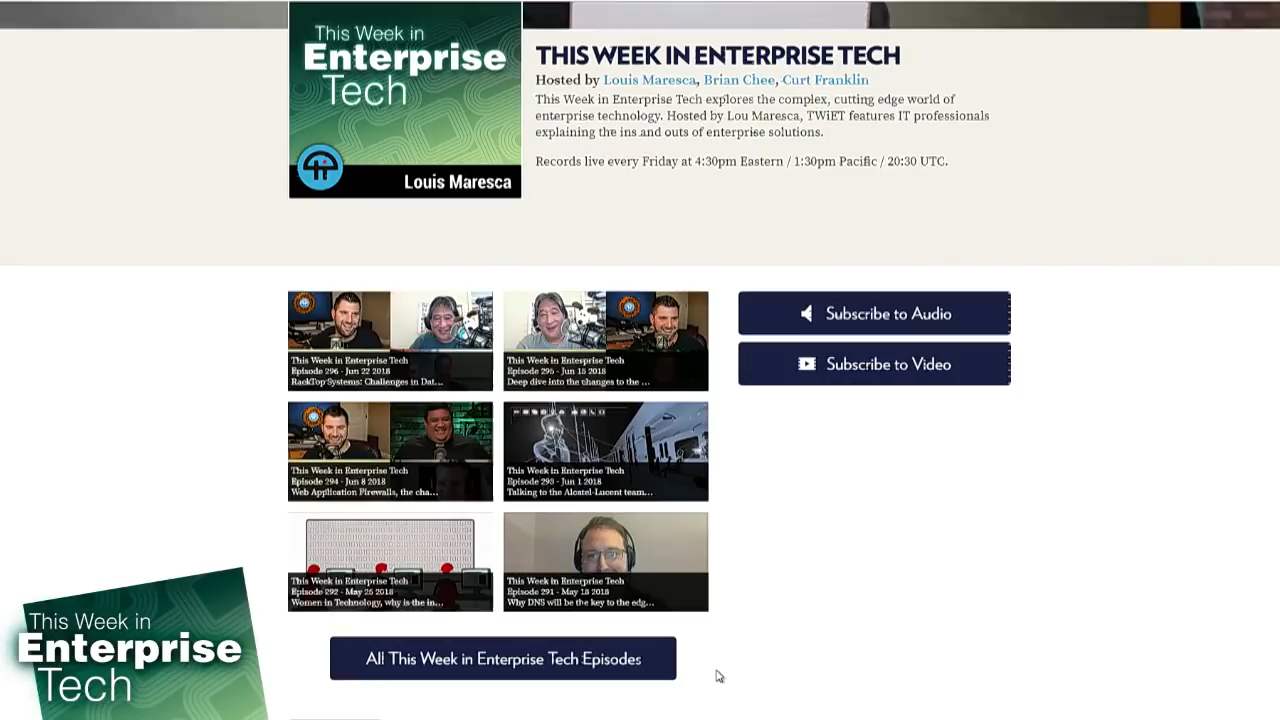 This Week in
Enterprise
Tech
Louis Maresca
THIS WEEK IN ENTERPRISE TECH
Hosted by Louis Maresca, Brian Chee, Curt Franklin
This Week in Enterprise Tech explores the complex, cutting edge world of
enterprise technology. Hosted by Lou Maresca, TWiET features IT professionals
explaining the ins and outs of enterprise solutions.
Records live every Friday at 4:30pm Eastern / 1:30pm Pacific / 20:30 UTC.
This Week in Enterprise Tech
Episode 296 - Jun 22 2018
RackTop Systems: Challenges in Dat...
This Week in Enterprise Tech
Episode 295 - Jun 15 2018
Deep dive into the changes to the ...
Subscribe to Audio
Subscribe to Video
This Week in Enterprise Tech
Episode 294 - Jun 8 2018
Web Application Firewalls, the cha...
This Week in Enterprise Tech
Episode 293 - Jun 1 2018
Talking to the Alcatel-Lucent team...
This Week in Enterprise Tech
Episode 292 - May 25 2018
Women in Technology, why is the in...
This Week in Enterprise Tech
Episode 291 - May 18 2018
Why DNS will be the key to the edg...
All This Week in Enterprise Tech Episodes
This Week in
Enterprise
Tech